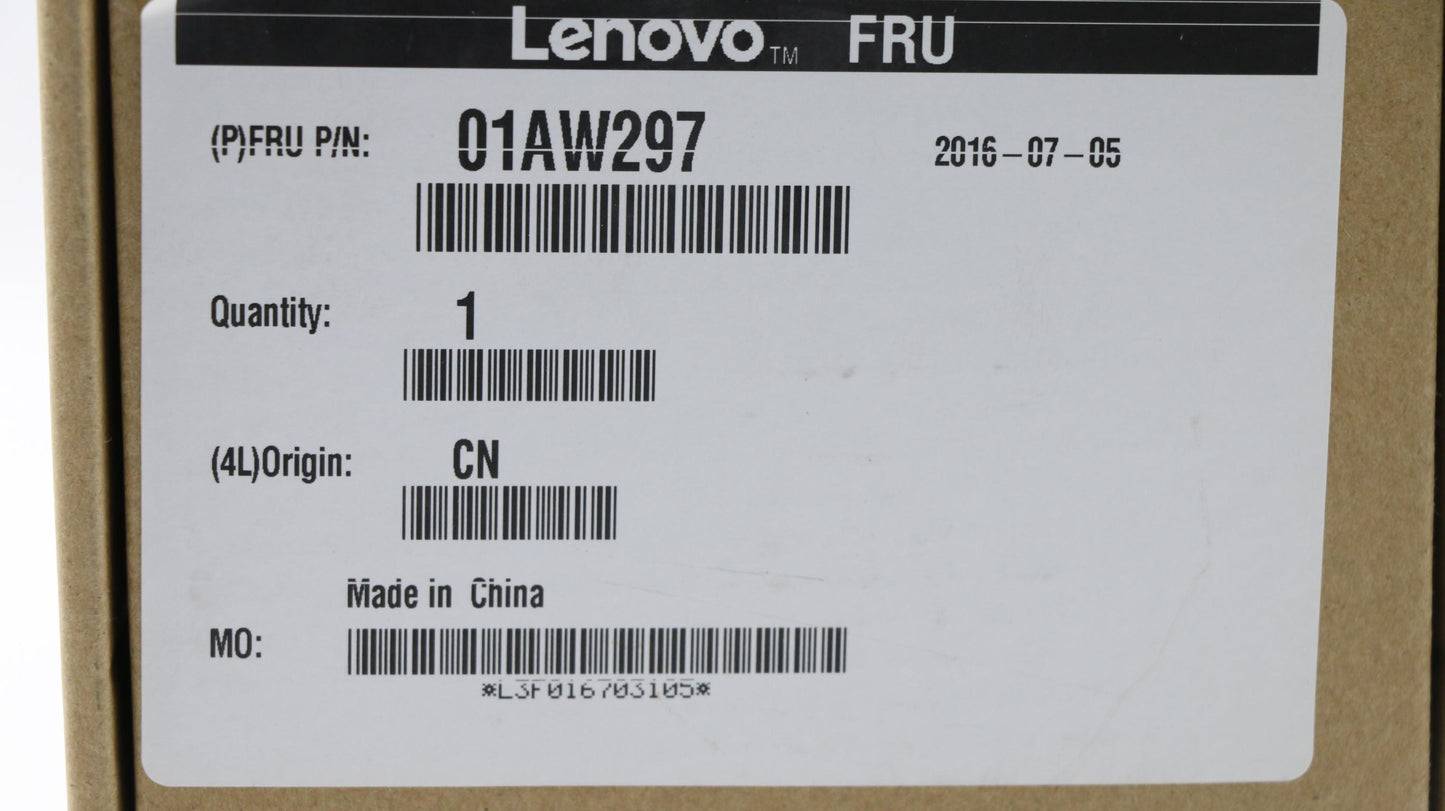 Lenovo™ FRU
(P)FRU P/N: 01AW297 2016-07-05
Quantity: 1
(4L)Origin: CN
Made in China
MO:
*L3F016703105*